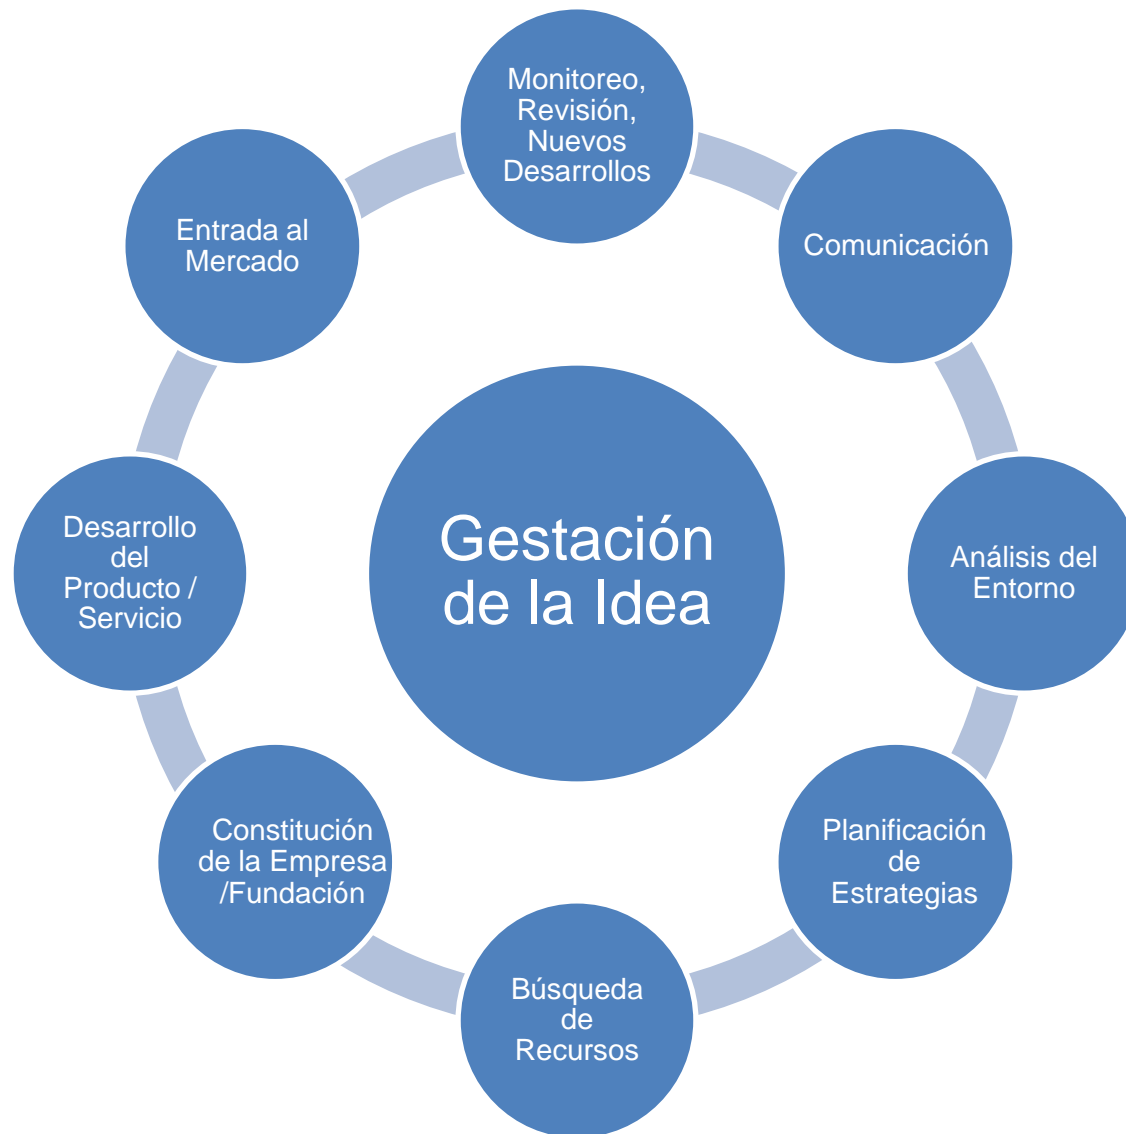 Monitoreo,
Revisión,
Nuevos
Desarrollos
Comunicación
Análisis del
Entorno
Planificación
de
Estrategias
Búsqueda
de
Recursos
Constitución
de la Empresa
/Fundación
Desarrollo
del
Producto /
Servicio
Entrada al
Mercado
Gestación
de la Idea